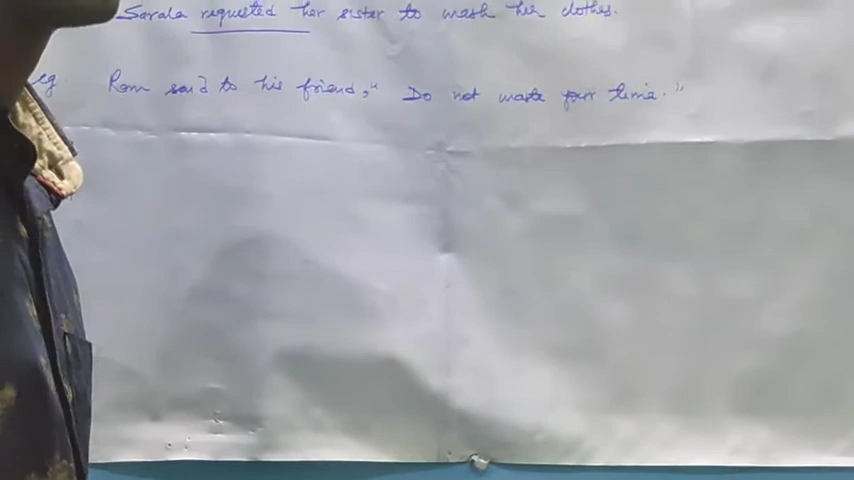 Sarala requested her sister to wash her clothes.
eg. Ram said to his friend, "Do not waste your time."